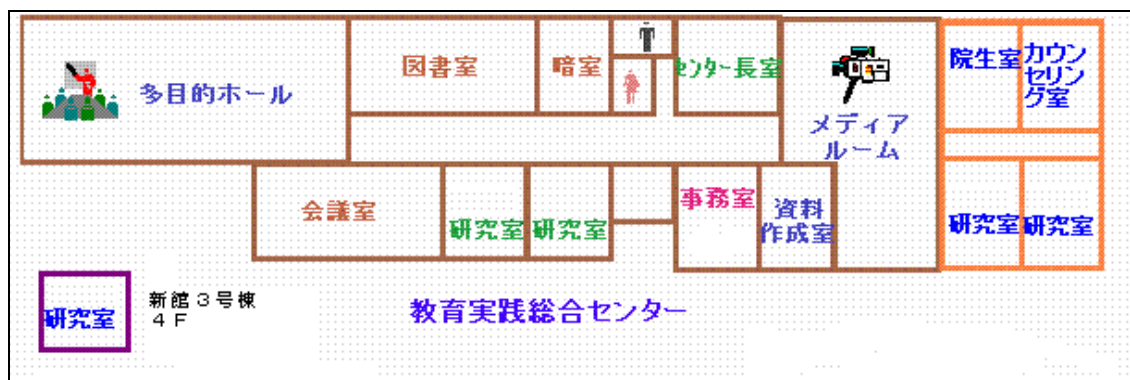 多目的ホール
図書室
暗室
センター長室
メディア
ルーム
院生室
カウン
セリン
グ室
会議室
研究室
研究室
事務室
資料
作成室
研究室
研究室
研究室
新館３号棟
４Ｆ
教育実践総合センター